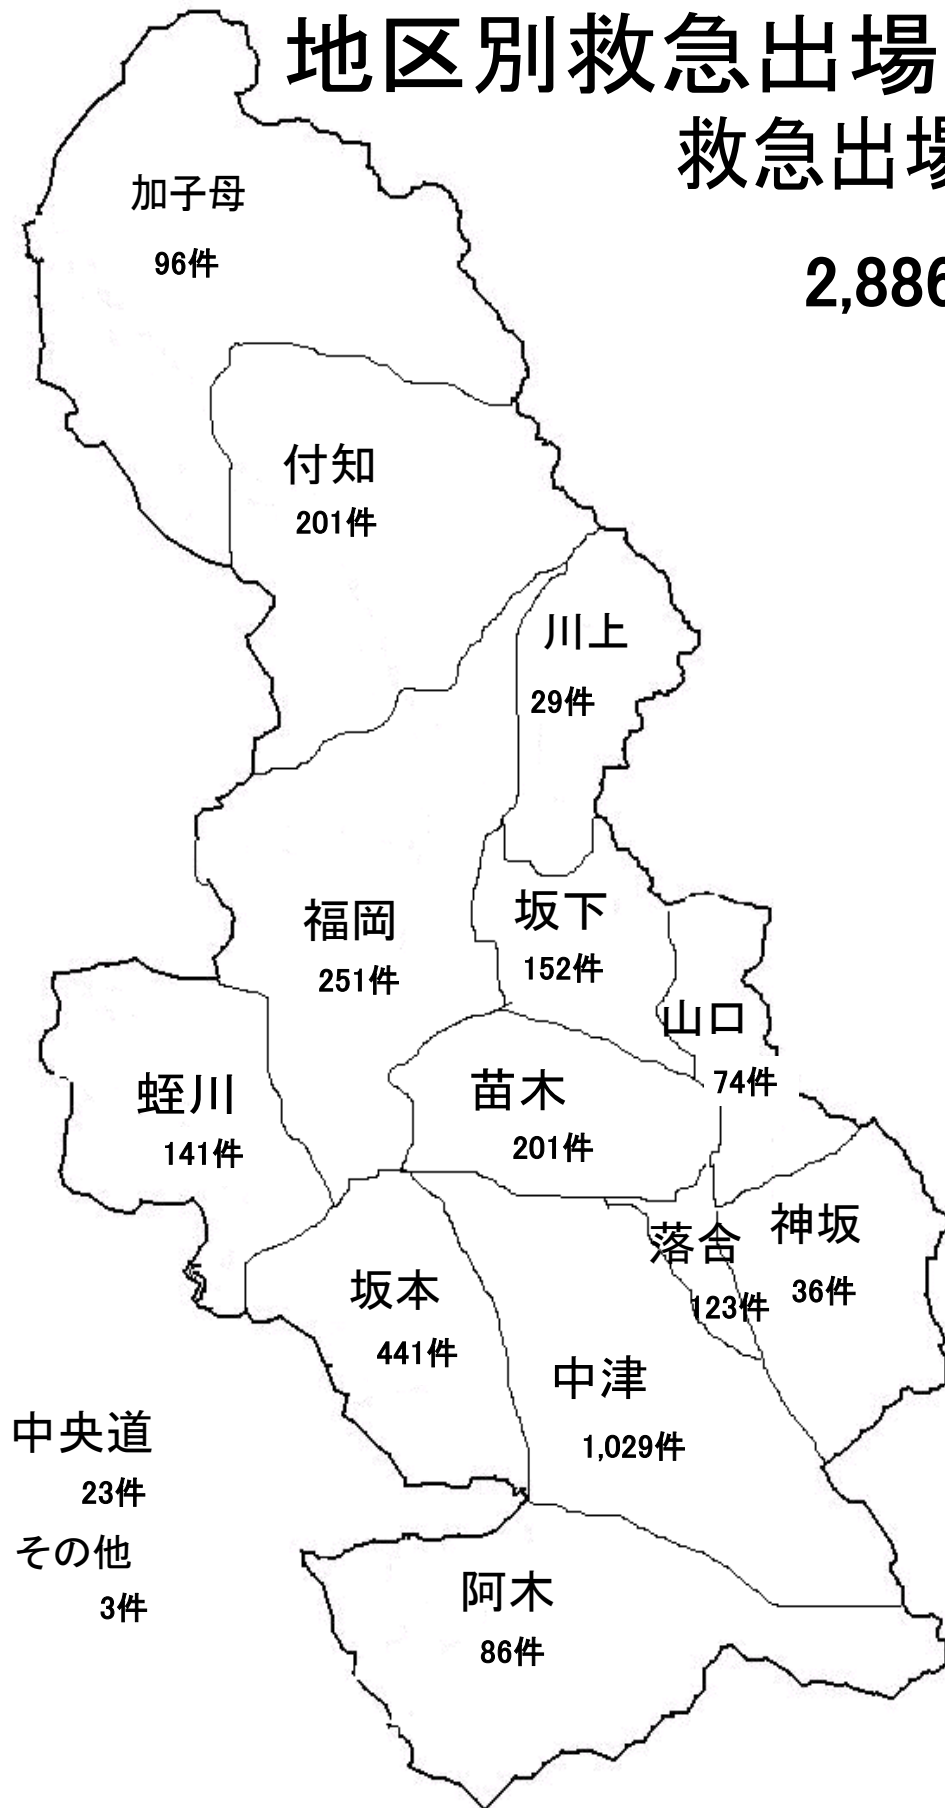 地区別救急出場
救急出場
2,886
加子母
96件
付知
201件
川上
29件
福岡
251件
坂下
152件
山口
74件
蛭川
141件
苗木
201件
落合
123件
神坂
36件
坂本
441件
中津
1,029件
中央道
23件
その他
3件
阿木
86件